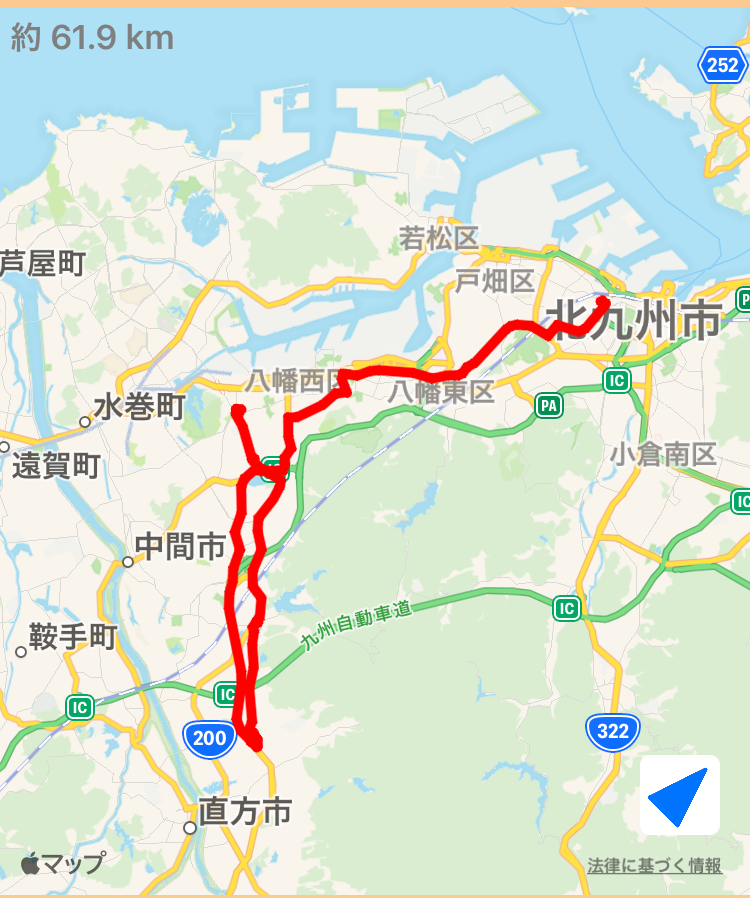 約 61.9 km
252
若松区
芦屋町
戸畑区
P
北九州市
八幡西区
IC
八幡東区
水巻町
PA
小倉南区
遠賀町
IC
中間市
九州自動車道
IC
鞍手町
IC
IC
200
322
直方市
マップ
法律に基づく情報